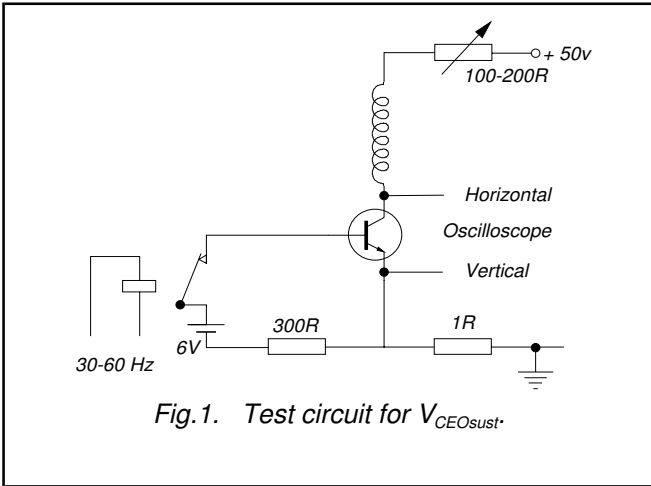 + 50v
100-200R
Horizontal
Oscilloscope
Vertical
300R
1R
6V
30-60 Hz
Fig.1. Test circuit for VCEOsust.